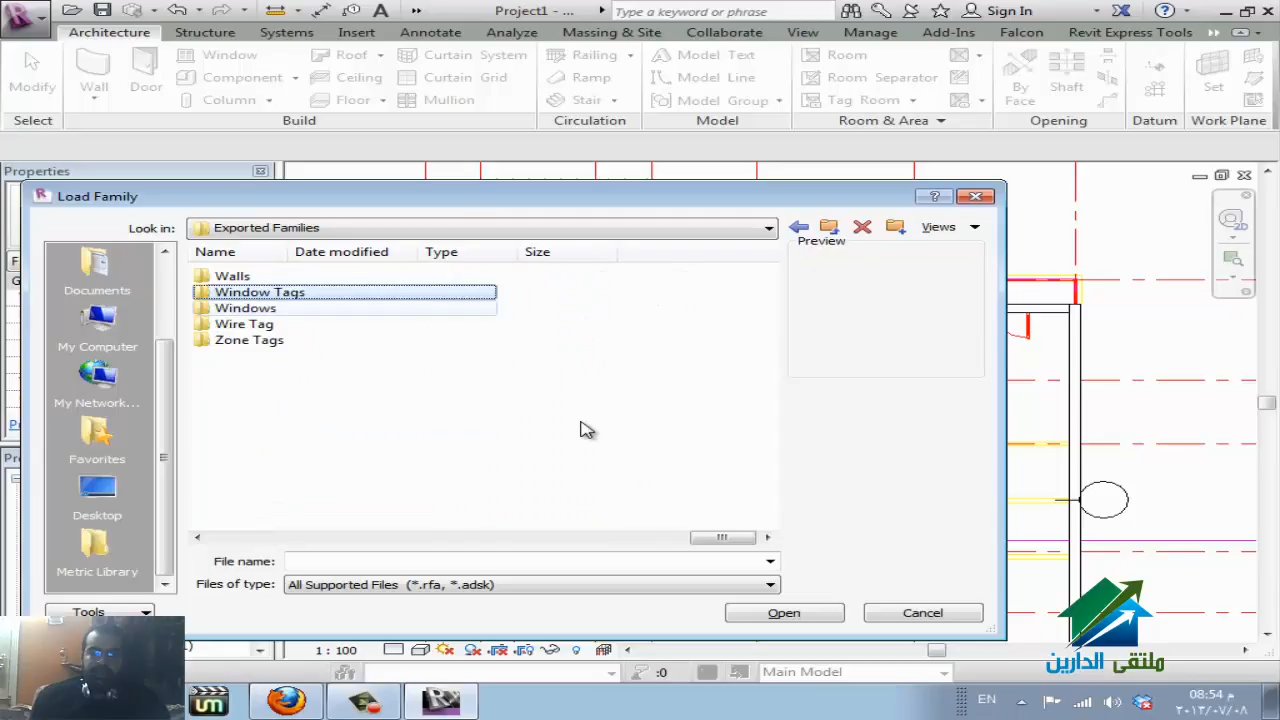 Project1 - ...
Type a keyword or phrase
Sign In
Architecture Structure Systems Insert Annotate Analyze Massing & Site Collaborate View Manage Add-Ins Falcon Revit Express Tools
Modify
Wall
Door
Window
Component
Column
Roof
Floor
Curtain System
Curtain Grid
Mullion
Railing
Ramp
Stair
Model Text
Model Line
Model Group
Room
Room Separator
Tag Room
By Face
Shaft
Set
Select Build Circulation Model Room & Area Opening Datum Work Plane
Properties
Load Family
Look in: Exported Families
Views
Preview
Name Date modified Type Size
Walls
Window Tags
Windows
Wire Tag
Zone Tags
Documents
My Computer
My Network...
Favorites
Desktop
Metric Library
File name:
Files of type: All Supported Files (*.rfa, *.adsk)
Tools
Open
Cancel
1 : 100
:0
Main Model
ملتقى الدارين
UM
EN
08:54 م
٢٠١٣/٠٧/٠٨